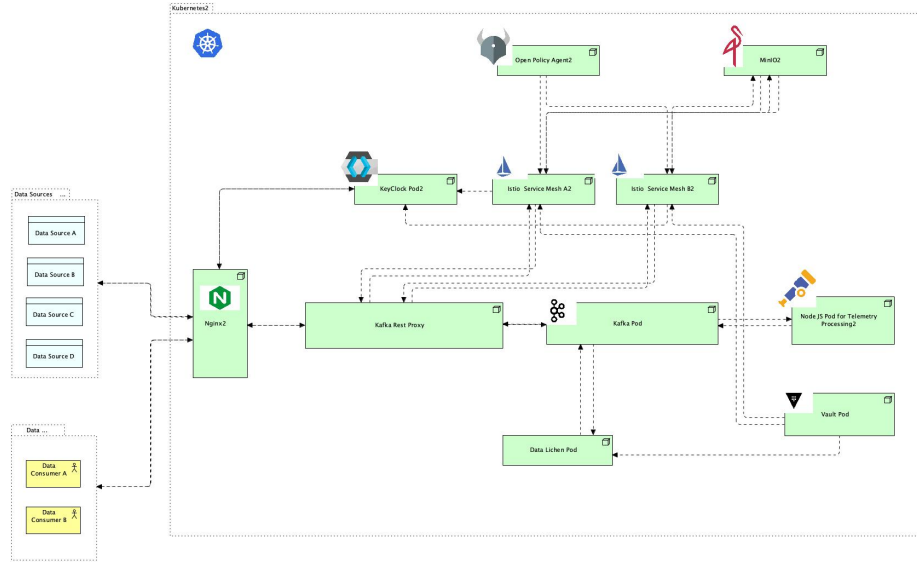 Kubernetes2
Open Policy Agent2
MinIO2
KeyClock Pod2
Istio Service Mesh A2
Istio Service Mesh B2
Data Sources ...
Data Source A
Data Source B
Data Source C
Data Source D
Nginx2
Kafka Rest Proxy
Kafka Pod
Node JS Pod for Telemetry
Processing2
Vault Pod
Data Lichen Pod
Data ...
Data
Consumer A
Data
Consumer B